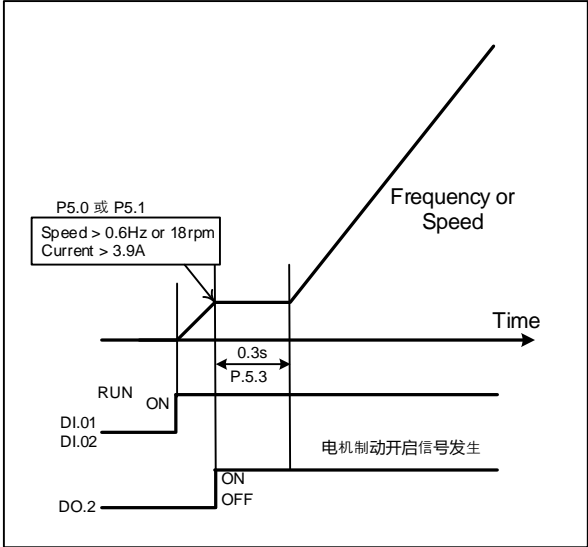 P5.0 或 P5.1
Speed > 0.6Hz or 18rpm
Current > 3.9A
Frequency or
Speed
Time
0.3s
P.5.3
RUN
ON
DI.01
DI.02
电机制动开启信号发生
ON
OFF
DO.2